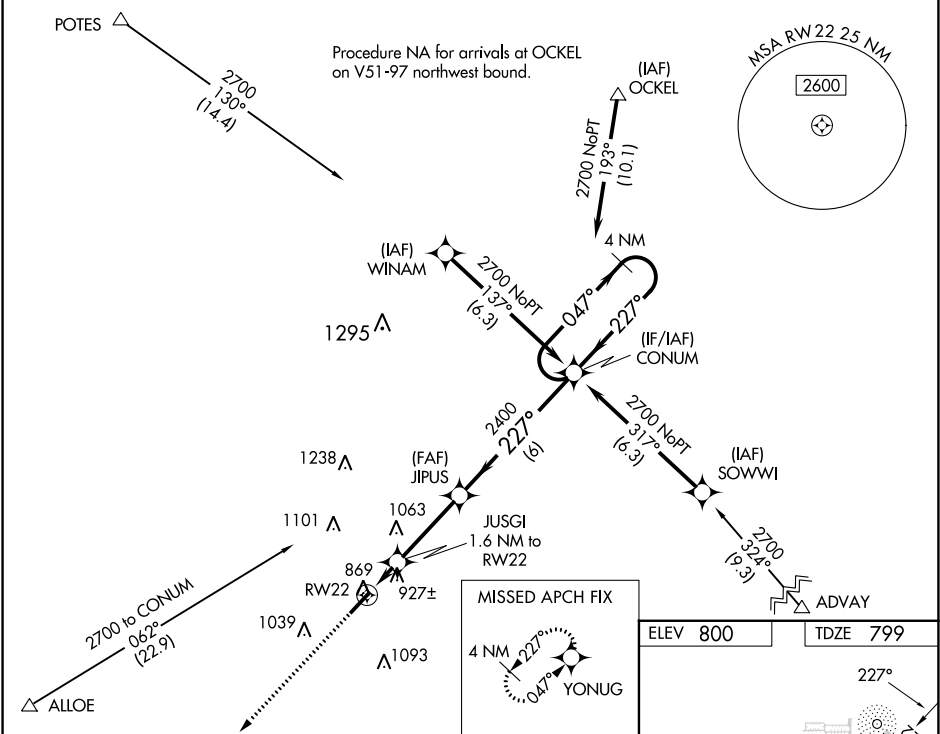 POTES
Procedure NA for arrivals at OCKEL
on V51-97 northwest bound.
MSA RW22 25 NM
2600
(IAF)
OCKEL
2700
130°
(14.4)
2700 NoPT
193°
(10.1)
4 NM
(IAF)
WINAM
2700 NoPT
137°
(6.3)
047°
227°
1295
(IF/IAF)
CONUM
2400
227°
(6)
2700 NoPT
317°
(6.3)
(IAF)
SOWWI
1238
(FAF)
JIPUS
1101
1063
JUSGI
1.6 NM to
RW22
2700
324°
(9.3)
ADVAY
869
RW22
927±
2700 to CONUM
062°
(22.9)
1039
1093
ALLOE
MISSED APCH FIX
4 NM
227°
047°
YONUG
ELEV 800
TDZE 799
227°